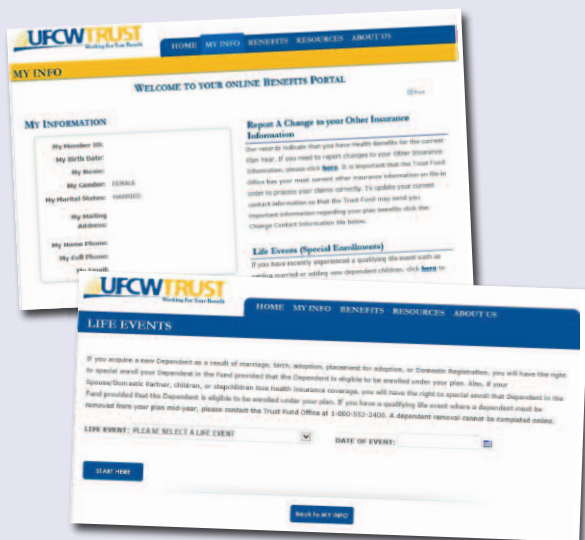 UFCWTRUST
Working For Your Benefit
HOME MY INFO BENEFITS RESOURCES ABOUT US
MY INFO
WELCOME TO YOUR ONLINE BENEFITS PORTAL
Print
MY INFORMATION
My Member ID:
My Birth Date:
My Name:
My Gender: FEMALE
My Marital Status: MARRIED
My Mailing
Address:
My Home Phone:
My Cell Phone:
My Email:
Report A Change to your Other Insurance
Information
Our records indicate that you have Health Benefits for the current
Plan Year. If you need to report changes to your Other Insurance
Information, please click here. It is important that the Trust Fund
Office has your most current other insurance information on file in
order to process your claims correctly. To update your current
contact information so that the Trust Fund may send you
important information regarding your plan benefits click the
Change Contact Information tile below.
Life Events (Special Enrollments)
If you have recently experienced a qualifying life event such as
getting married or adding new dependent children, click here to
UFCWTRUST
Working For Your Benefit
HOME MY INFO BENEFITS RESOURCES ABOUT US
LIFE EVENTS
If you acquire a new Dependent as a result of marriage, birth, adoption, placement for adoption, or Domestic Registration, you will have the right
to special enroll your Dependent in the Fund provided that the Dependent is eligible to be enrolled under your plan. Also, if your
Spouse/Domestic Partner, children, or stepchildren lose health insurance coverage, you will have the right to special enroll that Dependent in the
Fund provided that the Dependent is eligible to be enrolled under your plan. If you have a qualifying life event where a dependent must be
removed from your plan mid-year, please contact the Trust Fund Office at 1-800-552-2400. A dependent removal cannot be completed online.
LIFE EVENT: PLEASE SELECT A LIFE EVENT
DATE OF EVENT:
START HERE
Back to MY INFO